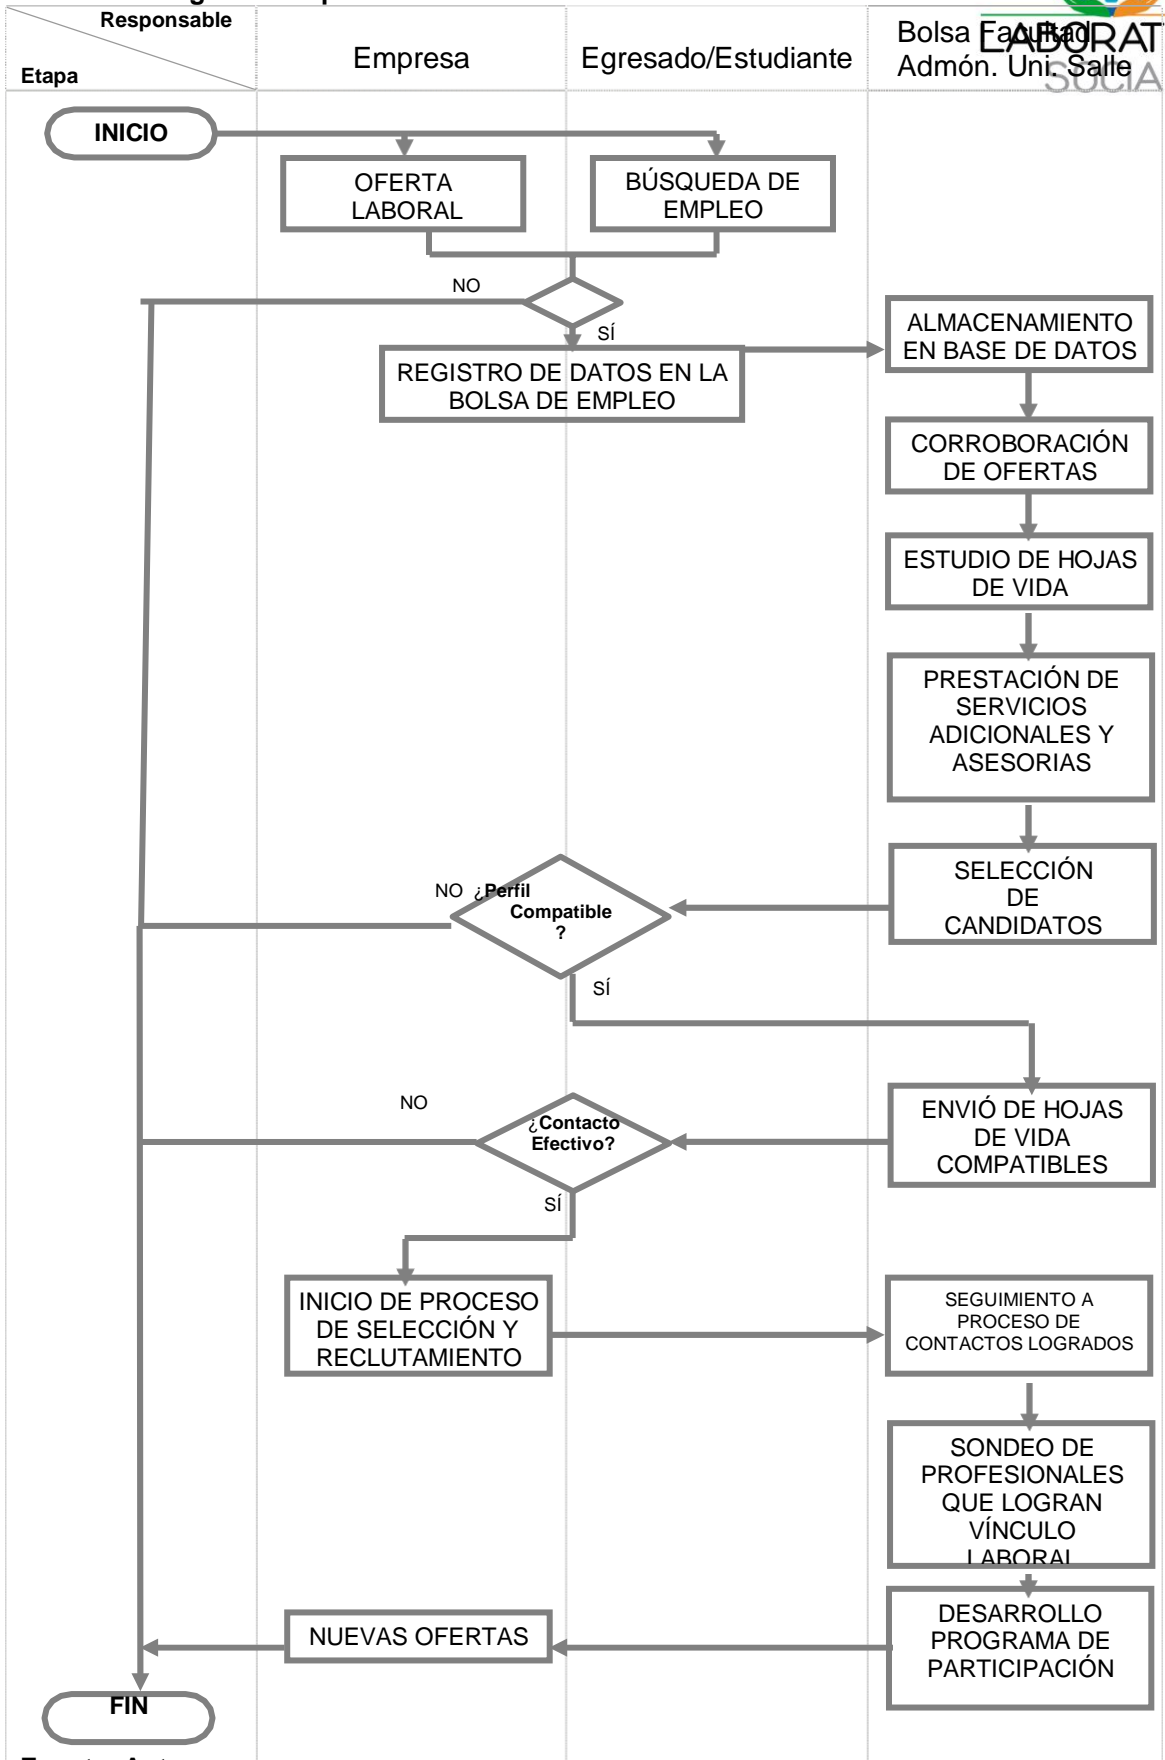 Responsable
Etapa
Empresa
Egresado/Estudiante
Bolsa Facultad
Admón. Uni. Salle
LABORAT
SOCIA
INICIO
OFERTA
LABORAL
BÚSQUEDA DE
EMPLEO
NO
SÍ
REGISTRO DE DATOS EN LA
BOLSA DE EMPLEO
ALMACENAMIENTO
EN BASE DE DATOS
CORROBORACIÓN
DE OFERTAS
ESTUDIO DE HOJAS
DE VIDA
PRESTACIÓN DE
SERVICIOS
ADICIONALES Y
ASESORIAS
SELECCIÓN
DE
CANDIDATOS
NO ¿Perfil
Compatible
?
SÍ
ENVIÓ DE HOJAS
DE VIDA
COMPATIBLES
NO
¿Contacto
Efectivo?
SÍ
INICIO DE PROCESO
DE SELECCIÓN Y
RECLUTAMIENTO
SEGUIMIENTO A
PROCESO DE
CONTACTOS LOGRADOS
SONDEO DE
PROFESIONALES
QUE LOGRAN
VÍNCULO
LABORAL
DESARROLLO
PROGRAMA DE
PARTICIPACIÓN
NUEVAS OFERTAS
FIN